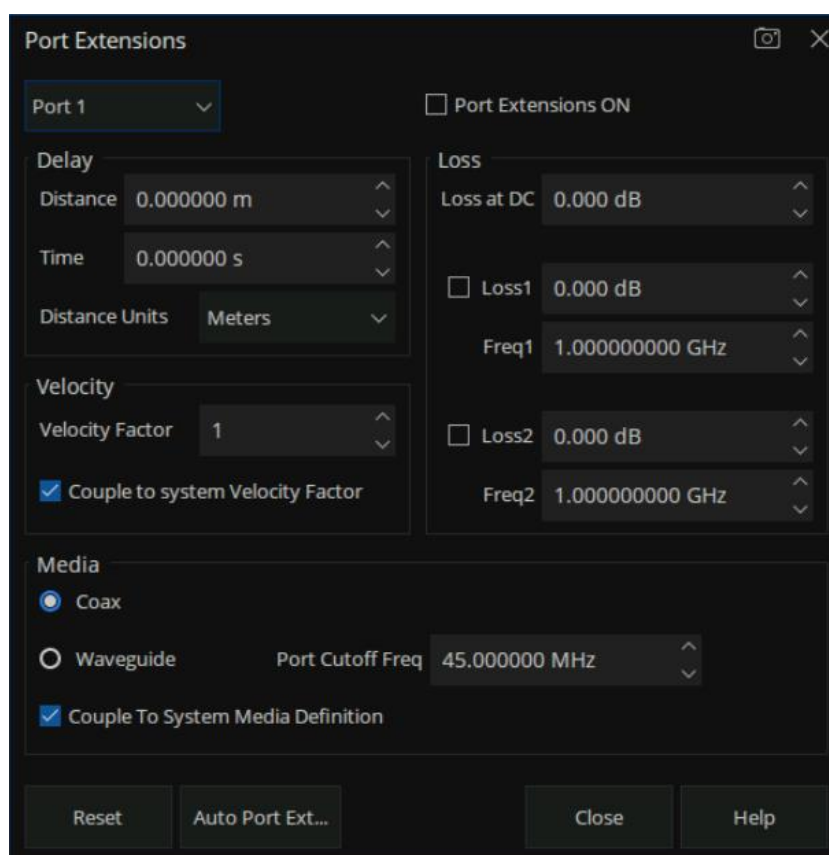 Port Extensions
Port 1
Port Extensions ON
Delay
Distance 0.000000 m
Time 0.000000 s
Distance Units Meters
Velocity
Velocity Factor 1
Couple to system Velocity Factor
Loss
Loss at DC 0.000 dB
Loss1 0.000 dB
Freq1 1.000000000 GHz
Loss2 0.000 dB
Freq2 1.000000000 GHz
Media
Coax
Waveguide Port Cutoff Freq 45.000000 MHz
Couple To System Media Definition
Reset Auto Port Ext... Close Help